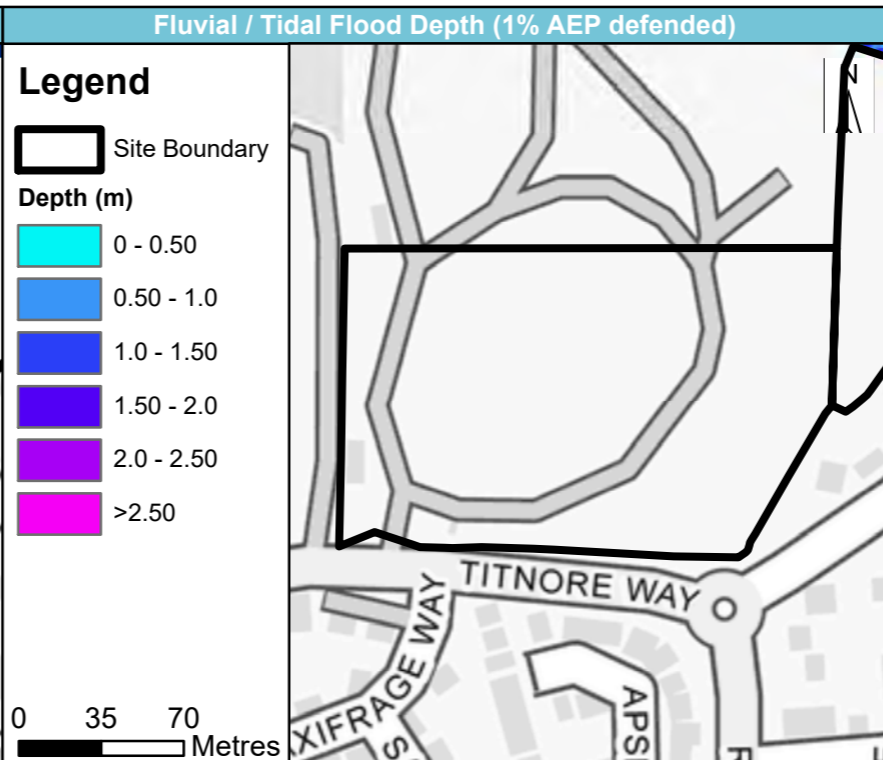 Fluvial / Tidal Flood Depth (1% AEP defended)
Legend
Site Boundary
Depth (m)
0 - 0.50
0.50 - 1.0
1.0 - 1.50
1.50 - 2.0
2.0 - 2.50
>2.50
0 35 70
Metres
N
TITNORE WAY
XIFRAGE WAY
S
APS
R